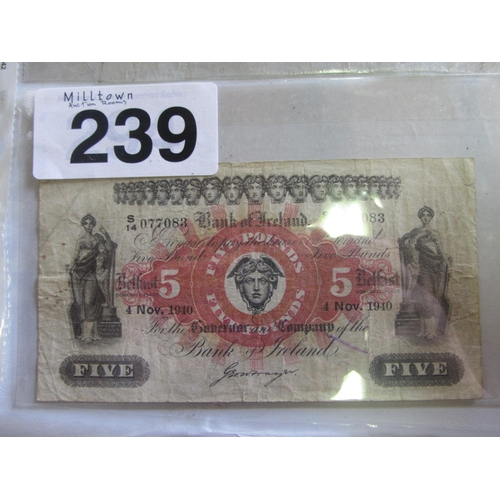 Milltown
Auction Rooms
239
S/14 077083 Bank of Ireland 083
FIVE POUNDS
Five Pounds
5 5
Belfast Belfast
4 Nov. 1940 4 Nov. 1940
For the Governor and Company of the
Bank of Ireland
FIVE FIVE